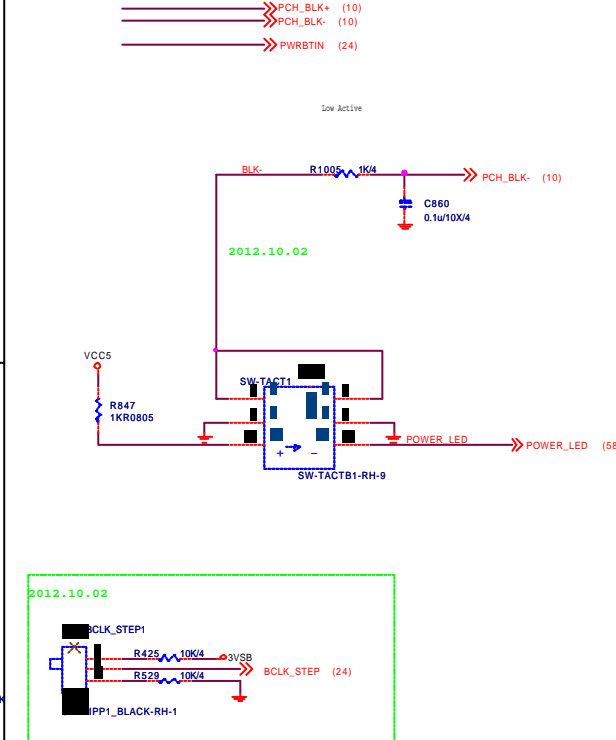 PCH_BLK+ (10)
PCH_BLK- (10)
PWRBTIN (24)
Low Active
BLK-
R1005 1K/4
PCH_BLK- (10)
C860
0.1u/10X/4
2012.10.02
VCC5
SW-TACT1
R847
1KR0805
POWER_LED
POWER_LED (58
+ −
SW-TACTB1-RH-9
2012.10.02
BCLK_STEP1
R425 10K/4
3VSB
BCLK_STEP (24)
R529 10K/4
IPP1_BLACK-RH-1